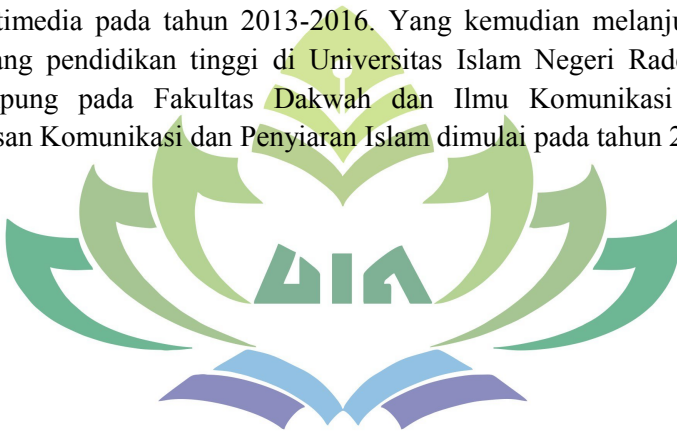 timedia pada tahun 2013-2016. Yang kemudian melanju
ang pendidikan tinggi di Universitas Islam Negeri Rade
pung pada Fakultas Dakwah dan Ilmu Komunikasi
san Komunikasi dan Penyiaran Islam dimulai pada tahun 2
UIN